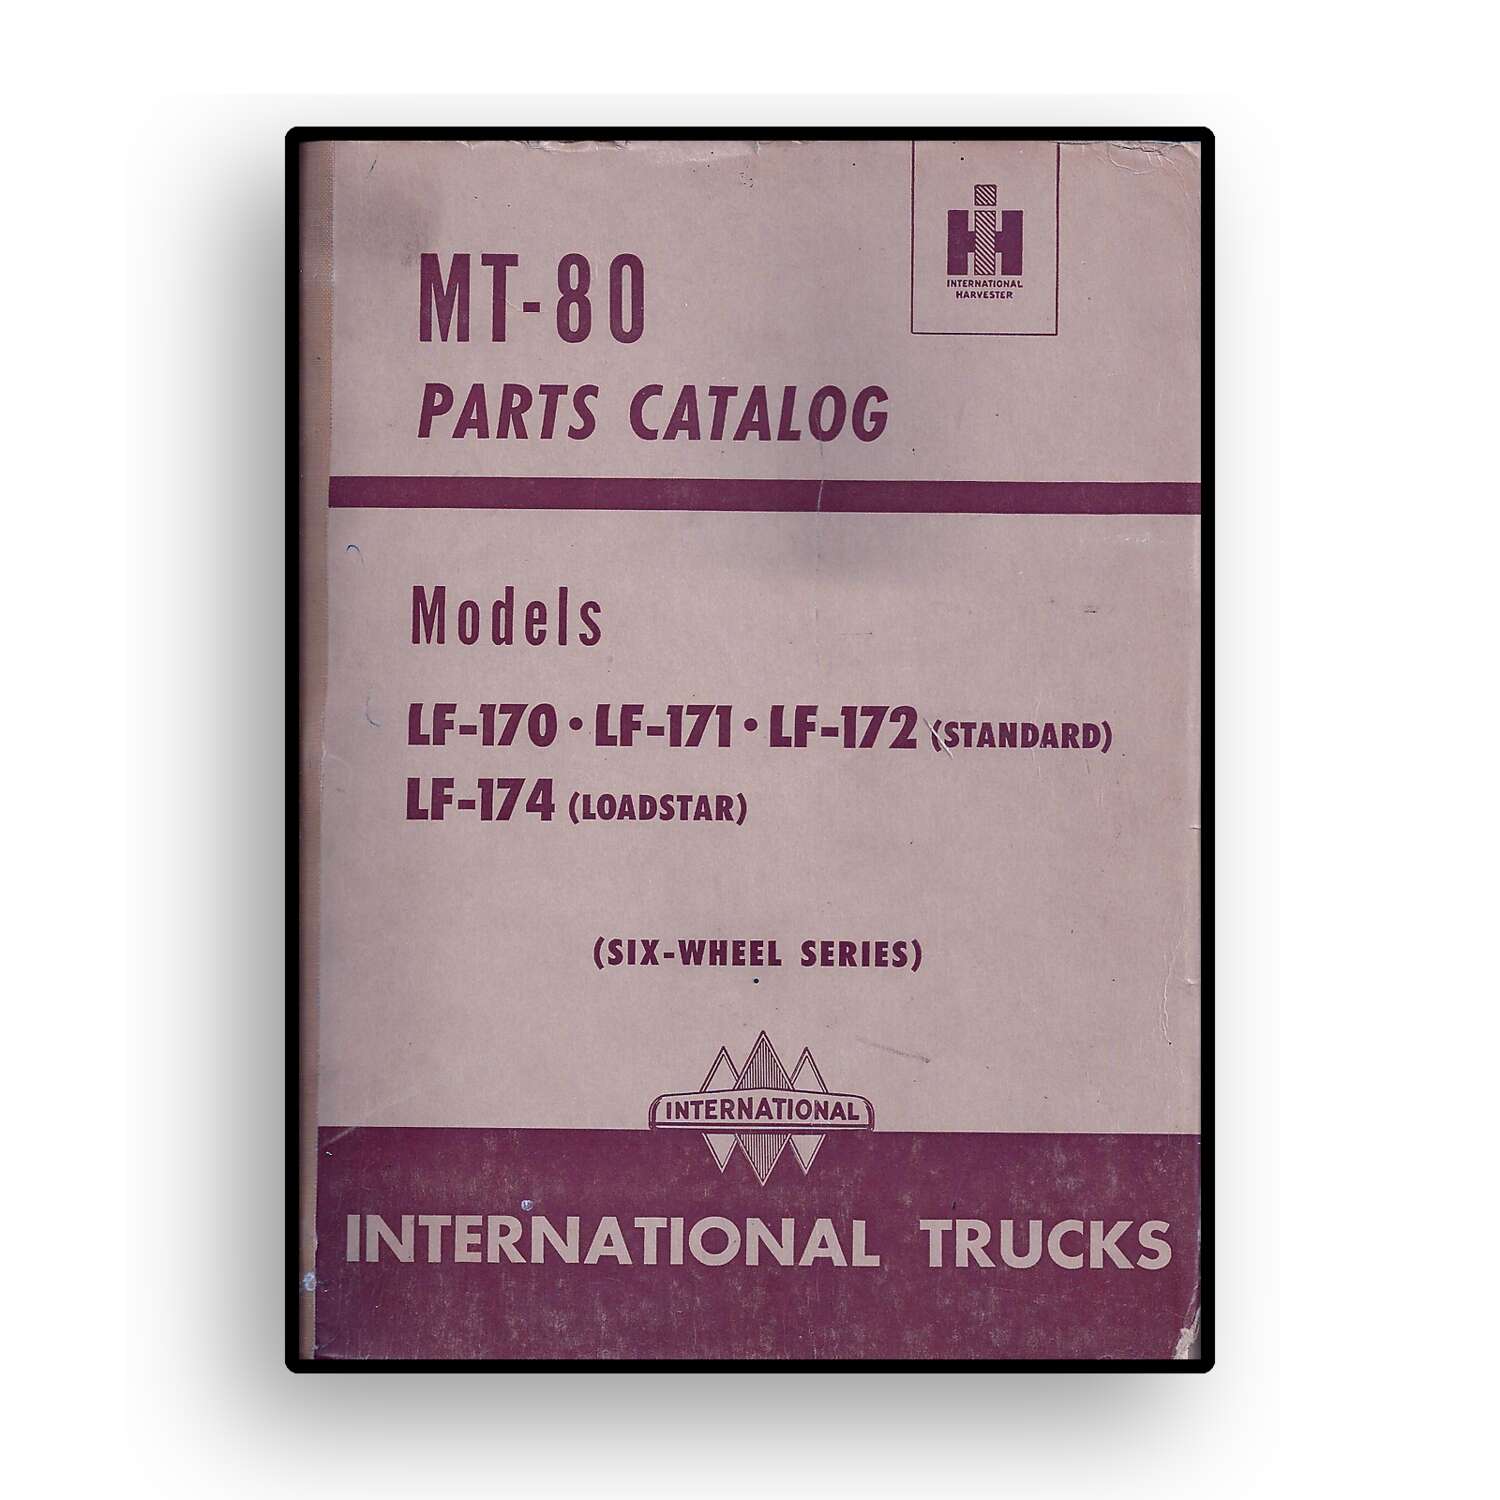 INTERNATIONAL
HARVESTER
MT-80
PARTS CATALOG
Models
LF-170 • LF-171 • LF-172 (STANDARD)
LF-174 (LOADSTAR)
(SIX-WHEEL SERIES)
INTERNATIONAL
INTERNATIONAL TRUCKS